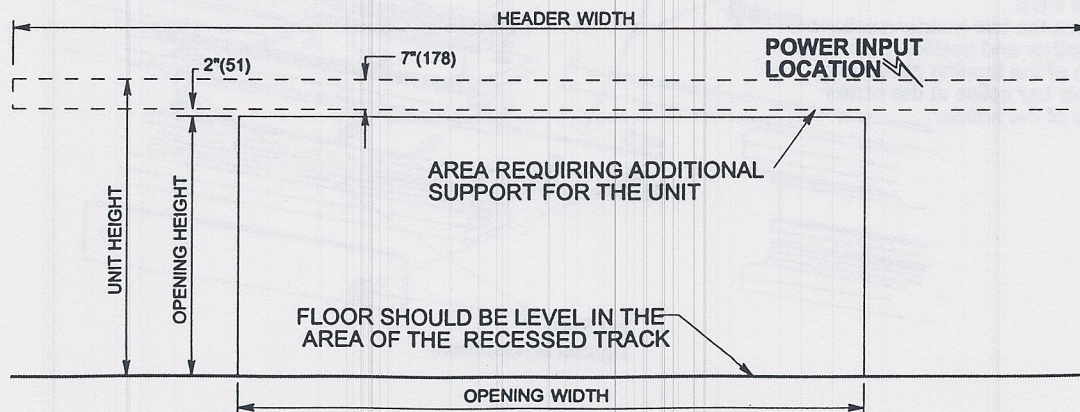 HEADER WIDTH
2"(51)
7"(178)
POWER INPUT
LOCATION
UNIT HEIGHT
OPENING HEIGHT
AREA REQUIRING ADDITIONAL
SUPPORT FOR THE UNIT
FLOOR SHOULD BE LEVEL IN THE
AREA OF THE RECESSED TRACK
OPENING WIDTH